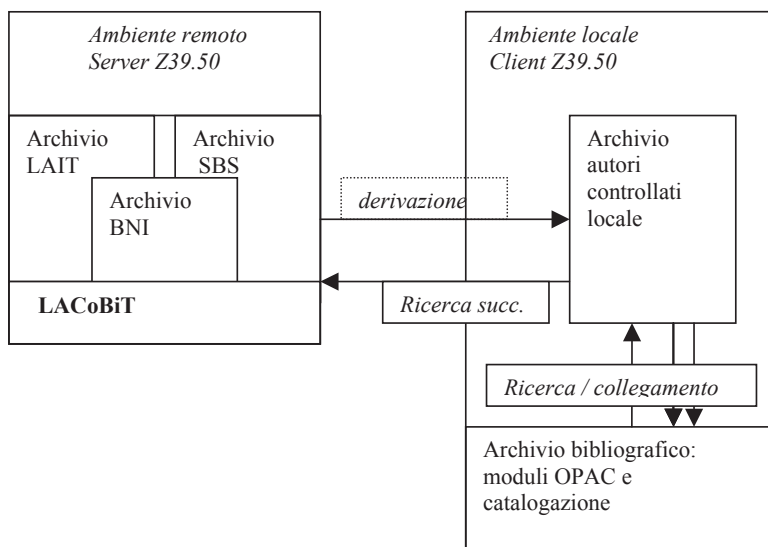 Ambiente remoto
Server Z39.50
Archivio
LAIT
Archivio
SBS
Archivio
BNI
LACoBiT
derivazione
Ricerca succ.
Ambiente locale
Client Z39.50
Archivio
autori
controllati
locale
Ricerca / collegamento
Archivio bibliografico:
moduli OPAC e
catalogazione